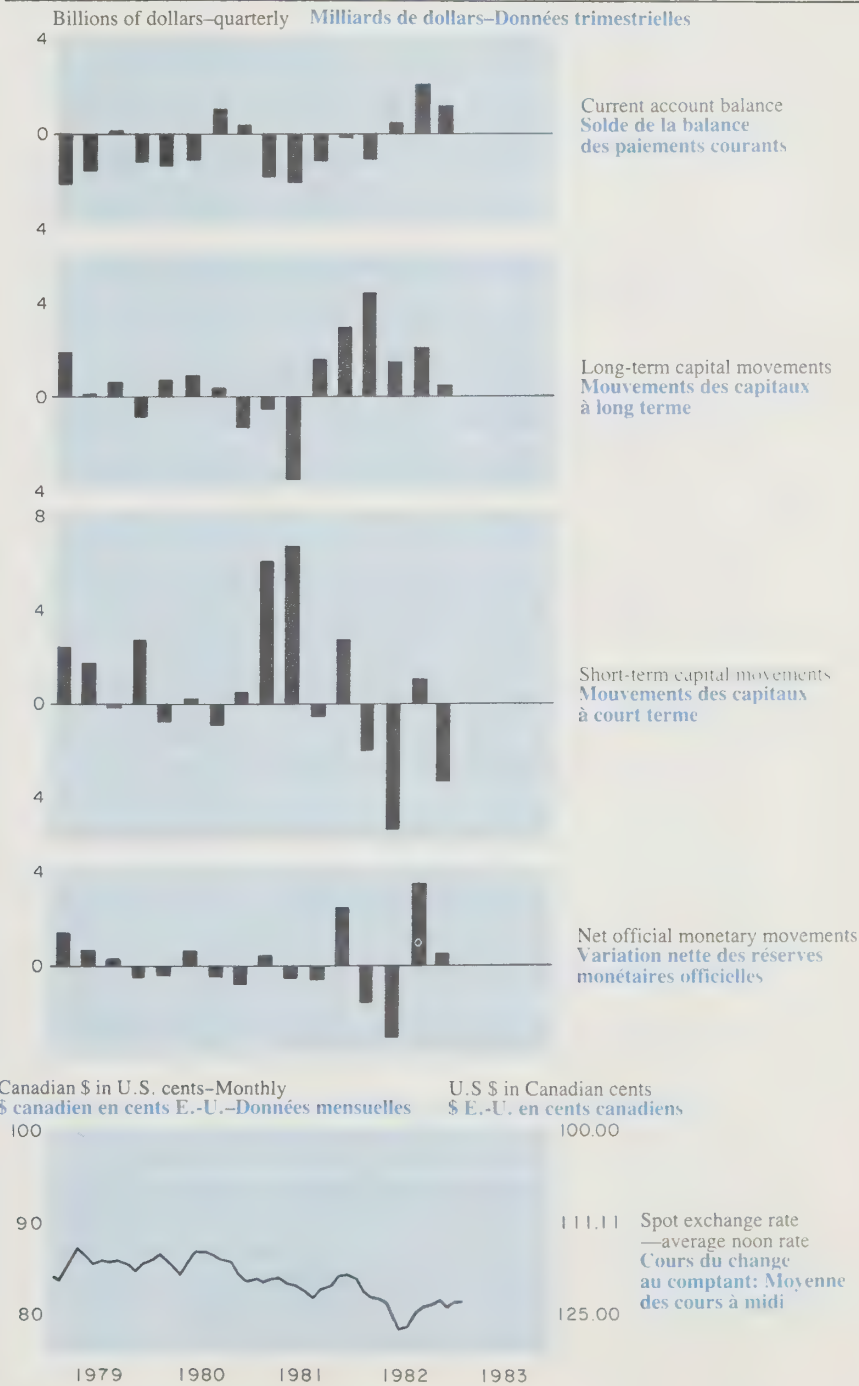 Billions of dollars–quarterly Milliards de dollars–Données trimestrielles
4
0
4
Current account balance
Solde de la balance
des paiements courants
4
0
4
Long-term capital movements
Mouvements des capitaux
à long terme
8
4
0
4
Short-term capital movements
Mouvements des capitaux
à court terme
4
0
Net official monetary movements
Variation nette des réserves
monétaires officielles
Canadian $ in U.S. cents–Monthly U.S $ in Canadian cents
$ canadien en cents E.-U.–Données mensuelles $ E.-U. en cents canadiens
100 100.00
90 111.11
80 125.00
Spot exchange rate
—average noon rate
Cours du change
au comptant: Moyenne
des cours à midi
1979 1980 1981 1982 1983